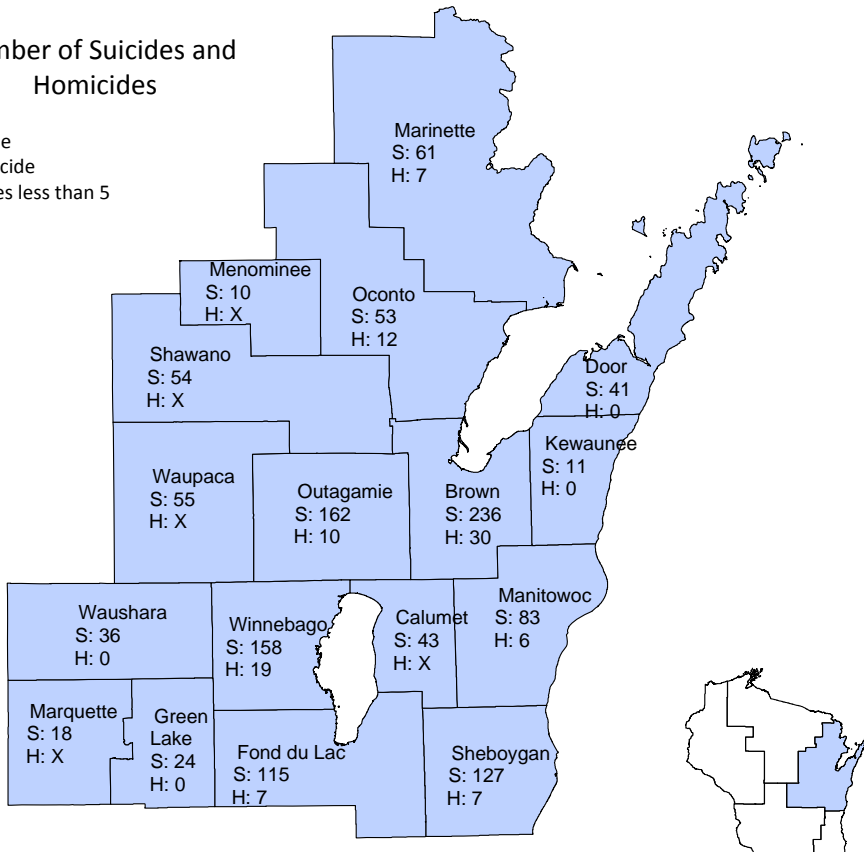 mber of Suicides and
Homicides
e
cide
es less than 5
Marinette
S: 61
H: 7
Menominee
S: 10
H: X
Oconto
S: 53
H: 12
Shawano
S: 54
H: X
Door
S: 41
H: 0
Kewaunee
S: 11
H: 0
Waupaca
S: 55
H: X
Outagamie
S: 162
H: 10
Brown
S: 236
H: 30
Waushara
S: 36
H: 0
Winnebago
S: 158
H: 19
Calumet
S: 43
H: X
Manitowoc
S: 83
H: 6
Marquette
S: 18
H: X
Green
Lake
S: 24
H: 0
Fond du Lac
S: 115
H: 7
Sheboygan
S: 127
H: 7